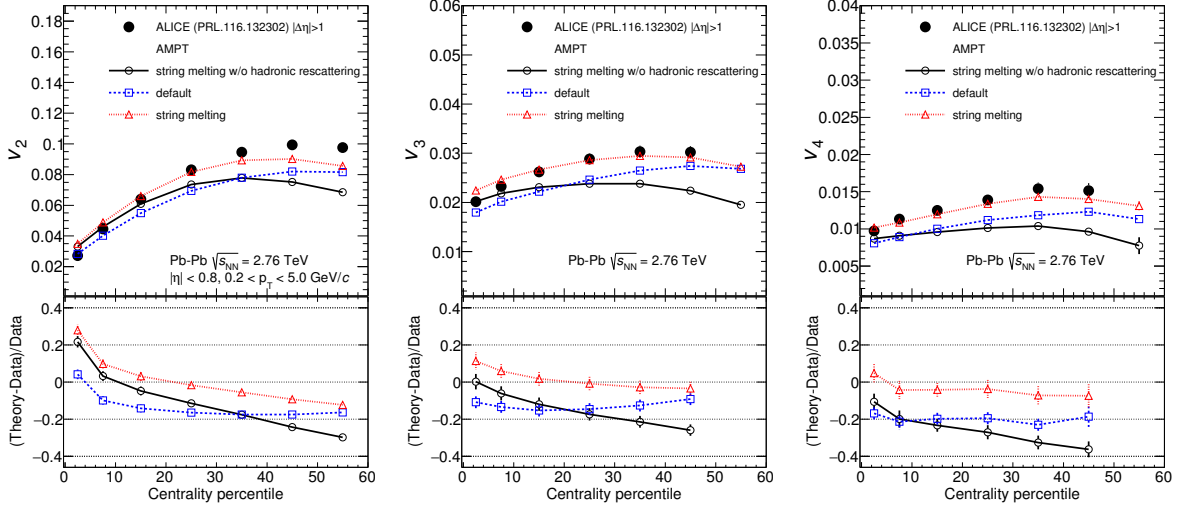 0.18
0.16
0.14
0.12
0.1
0.08
0.06
0.04
0.02
v2
ALICE (PRL.116.132302) |Δη|>1
AMPT
string melting w/o hadronic rescattering
default
string melting
Pb-Pb √sNN = 2.76 TeV
|η| < 0.8, 0.2 < pT < 5.0 GeV/c
0.4
0.2
0
−0.2
−0.4
(Theory-Data)/Data
0 10 20 30 40 50 60
Centrality percentile
0.06
0.05
0.04
0.03
0.02
0.01
v3
ALICE (PRL.116.132302) |Δη|>1
AMPT
string melting w/o hadronic rescattering
default
string melting
Pb-Pb √sNN = 2.76 TeV
0.4
0.2
0
−0.2
−0.4
(Theory-Data)/Data
0 10 20 30 40 50 60
Centrality percentile
0.04
0.035
0.03
0.025
0.02
0.015
0.01
0.005
v4
ALICE (PRL.116.132302) |Δη|>1
AMPT
string melting w/o hadronic rescattering
default
string melting
Pb-Pb √sNN = 2.76 TeV
0.4
0.2
0
−0.2
−0.4
(Theory-Data)/Data
0 10 20 30 40 50 60
Centrality percentile